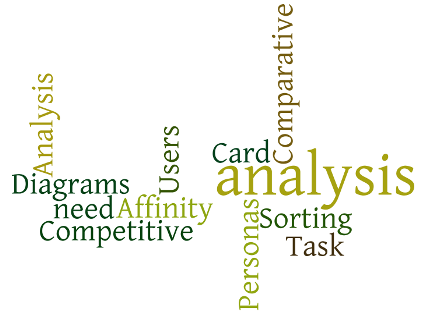 Comparative
Analysis
Users
Card
analysis
Diagrams
need
Affinity
Personas
Sorting
Competitive
Task